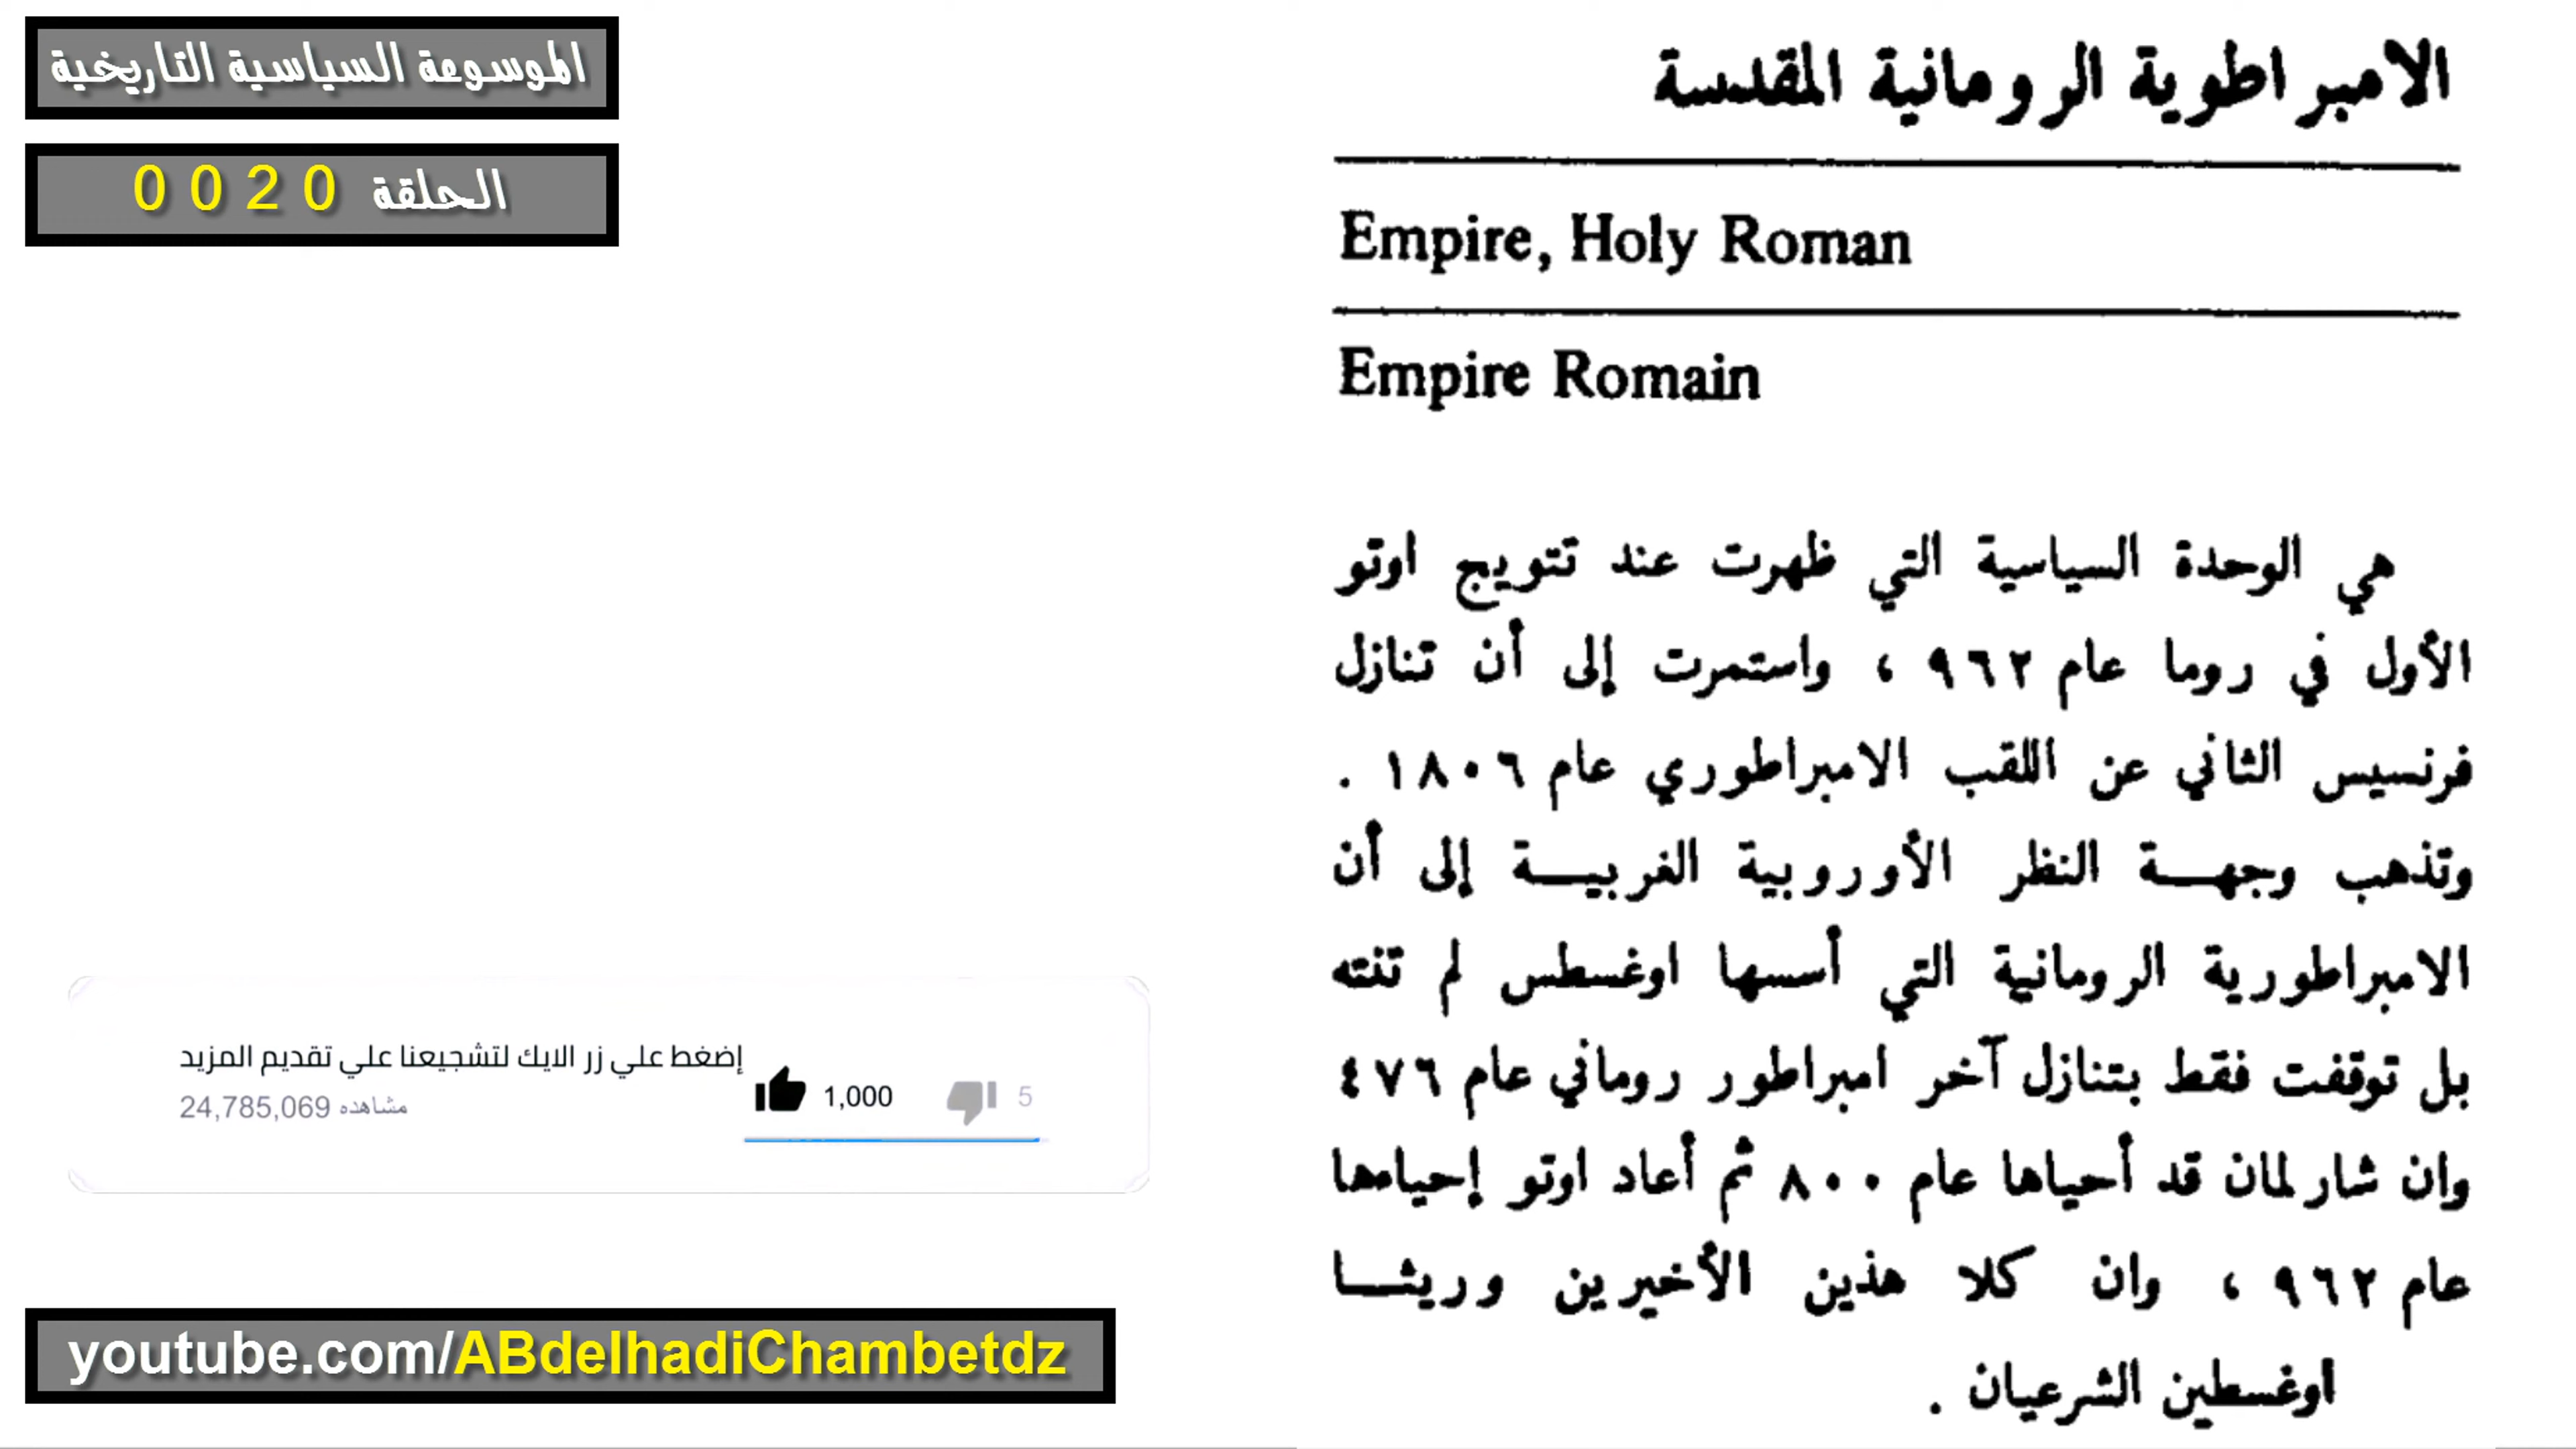 الموسوعة السياسية التاريخية
الحلقة 0020
الامبراطوية الرومانية المقدسة
Empire, Holy Roman
Empire Romain
هي الوحدة السياسية التي ظهرت عند تتويج اوتو
الأول في روما عام ٩٦٢ ، واستمرت إلى أن تنازل
فرنسيس الثاني عن اللقب الامبراطوري عام ١٨٠٦ .
وتذهب وجهة النظر الأوروبية الغربية إلى أن
الامبراطورية الرومانية التي أسسها اوغسطس لم تنته
بل توقفت فقط بتنازل آخر امبراطور روماني عام ٤٧٦
وان شارلمان قد أحياها عام ٨٠٠ ثم أعاد اوتو إحياءها
عام ٩٦٢ ، وان كلا هذين الأخيرين وريثا
اوغسطين الشرعيان .
إضغط علي زر الايك لتشجيعنا علي تقديم المزيد
24,785,069 مشاهده
1,000
5
youtube.com/ABdelhadiChambetdz